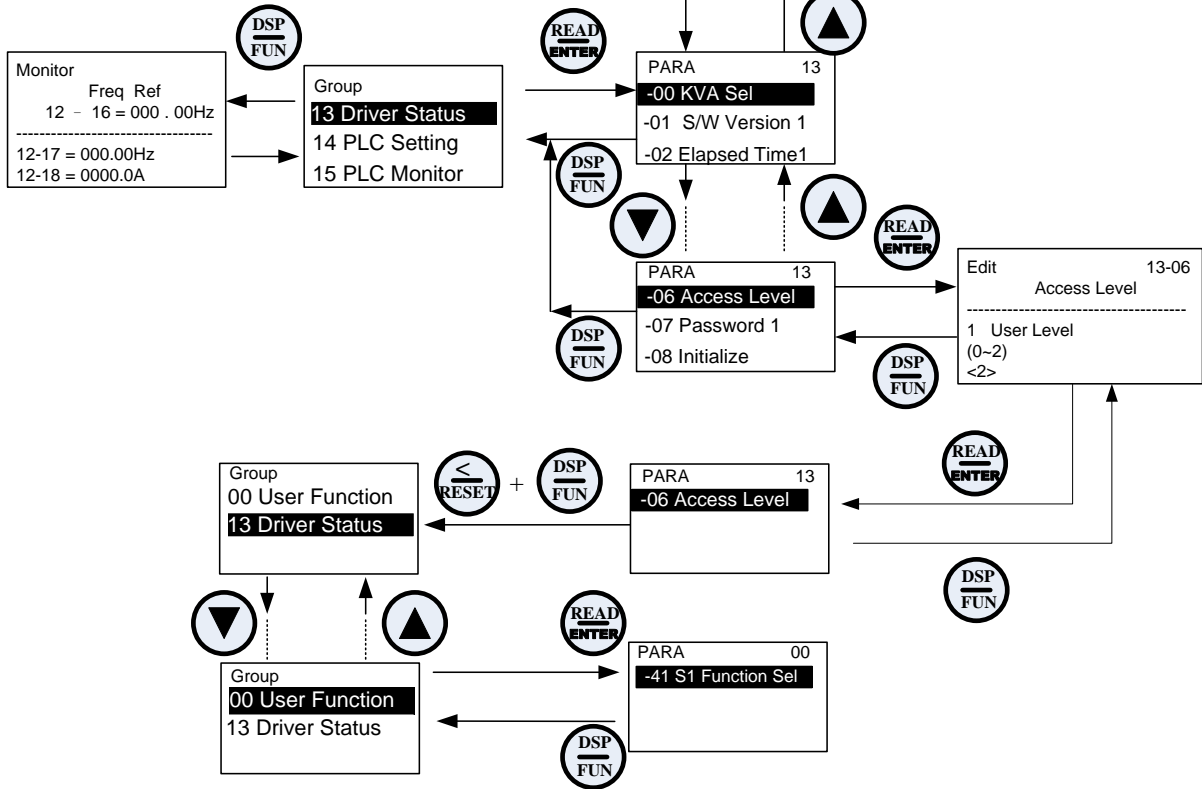 DSP
FUN
READ
ENTER
Monitor
Freq Ref
12 - 16 = 000 . 00Hz
12-17 = 000.00Hz
12-18 = 0000.0A
Group
13 Driver Status
14 PLC Setting
15 PLC Monitor
PARA 13
-00 KVA Sel
-01 S/W Version 1
-02 Elapsed Time1
DSP
FUN
READ
ENTER
PARA 13
-06 Access Level
-07 Password 1
-08 Initialize
DSP
FUN
Edit 13-06
Access Level
1 User Level
(0~2)
<2>
DSP
FUN
READ
ENTER
Group
00 User Function
13 Driver Status
<
RESET
+
DSP
FUN
PARA 13
-06 Access Level
DSP
FUN
READ
ENTER
Group
00 User Function
13 Driver Status
PARA 00
-41 S1 Function Sel
DSP
FUN